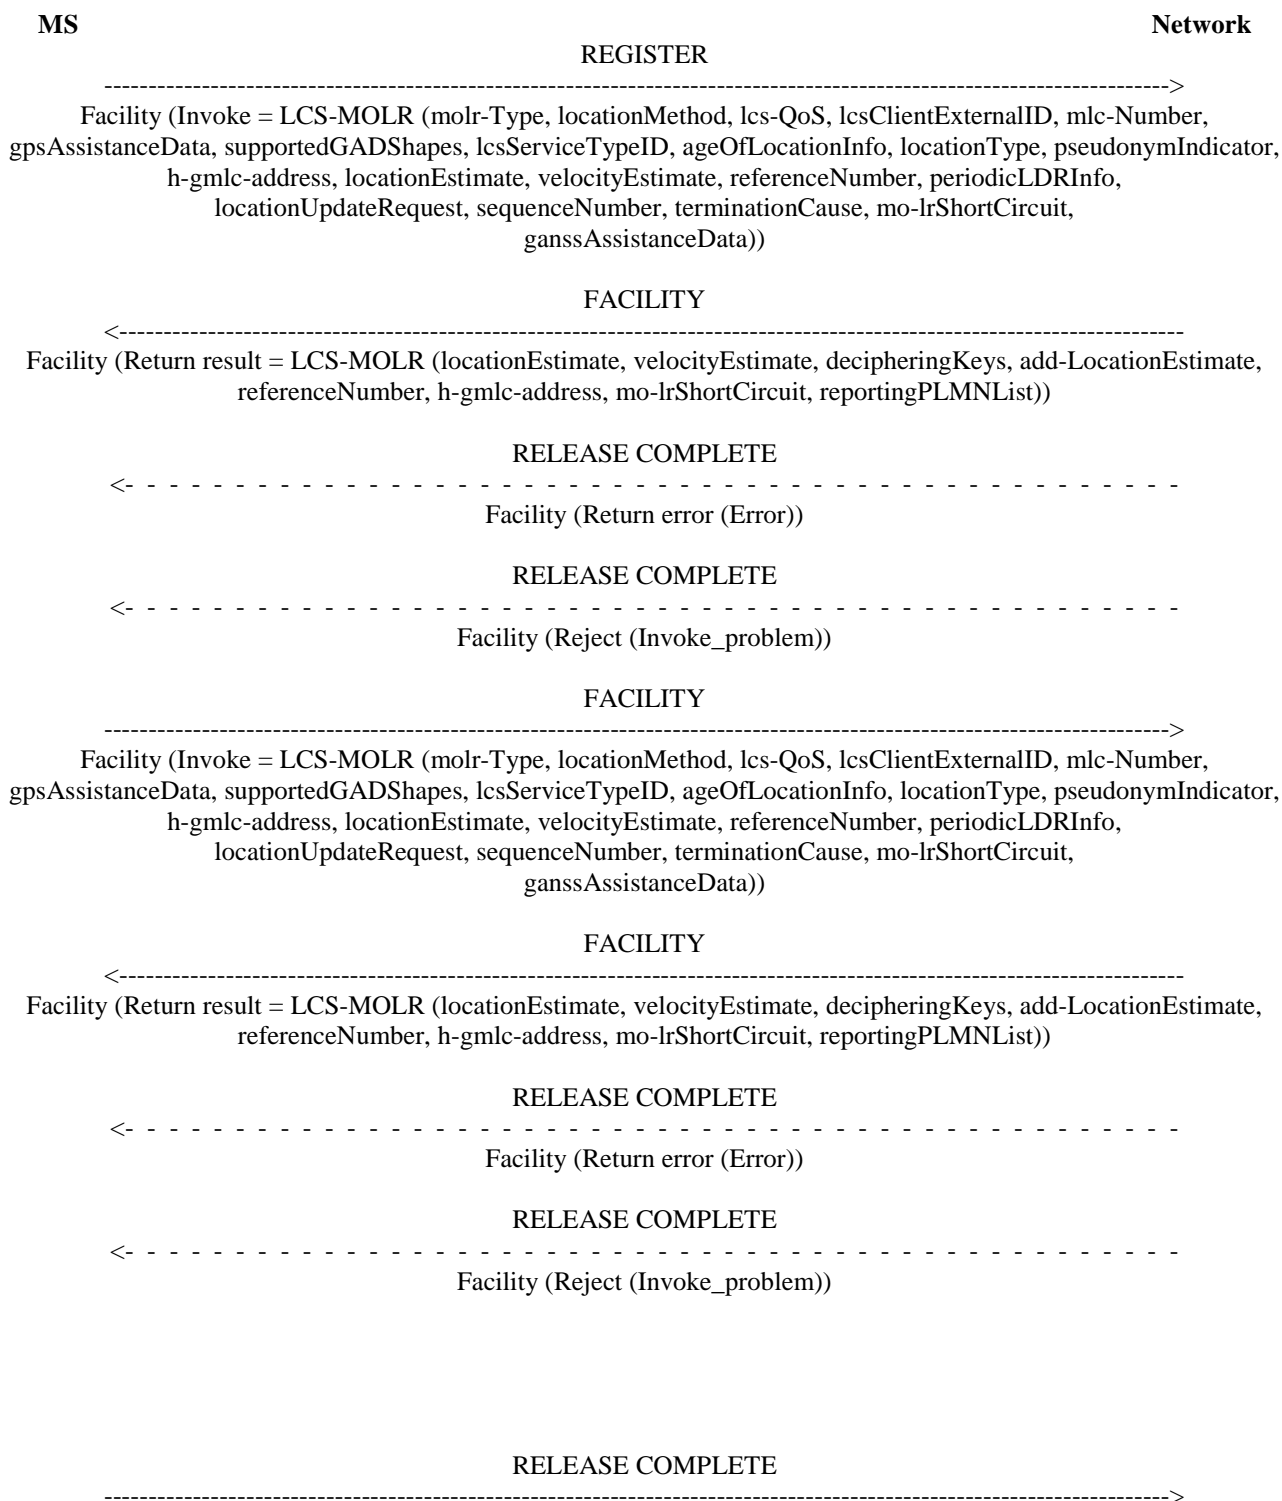 MS Network
REGISTER
------------------------------------------------------------------------------------------------------------------------>
Facility (Invoke = LCS-MOLR (molr-Type, locationMethod, lcs-QoS, lcsClientExternalID, mlc-Number,
gpsAssistanceData, supportedGADShapes, lcsServiceTypeID, ageOfLocationInfo, locationType, pseudonymIndicator,
h-gmlc-address, locationEstimate, velocityEstimate, referenceNumber, periodicLDRInfo,
locationUpdateRequest, sequenceNumber, terminationCause, mo-lrShortCircuit,
ganssAssistanceData))
FACILITY
<------------------------------------------------------------------------------------------------------------------------
Facility (Return result = LCS-MOLR (locationEstimate, velocityEstimate, decipheringKeys, add-LocationEstimate,
referenceNumber, h-gmlc-address, mo-lrShortCircuit, reportingPLMNList))
RELEASE COMPLETE
<- - - - - - - - - - - - - - - - - - - - - - - - - - - - - - - - - - - - - - - - - - - - - - - -
Facility (Return error (Error))
RELEASE COMPLETE
<- - - - - - - - - - - - - - - - - - - - - - - - - - - - - - - - - - - - - - - - - - - - - - - -
Facility (Reject (Invoke_problem))
FACILITY
------------------------------------------------------------------------------------------------------------------------>
Facility (Invoke = LCS-MOLR (molr-Type, locationMethod, lcs-QoS, lcsClientExternalID, mlc-Number,
gpsAssistanceData, supportedGADShapes, lcsServiceTypeID, ageOfLocationInfo, locationType, pseudonymIndicator,
h-gmlc-address, locationEstimate, velocityEstimate, referenceNumber, periodicLDRInfo,
locationUpdateRequest, sequenceNumber, terminationCause, mo-lrShortCircuit,
ganssAssistanceData))
FACILITY
<------------------------------------------------------------------------------------------------------------------------
Facility (Return result = LCS-MOLR (locationEstimate, velocityEstimate, decipheringKeys, add-LocationEstimate,
referenceNumber, h-gmlc-address, mo-lrShortCircuit, reportingPLMNList))
RELEASE COMPLETE
<- - - - - - - - - - - - - - - - - - - - - - - - - - - - - - - - - - - - - - - - - - - - - - - -
Facility (Return error (Error))
RELEASE COMPLETE
<- - - - - - - - - - - - - - - - - - - - - - - - - - - - - - - - - - - - - - - - - - - - - - - -
Facility (Reject (Invoke_problem))
RELEASE COMPLETE
------------------------------------------------------------------------------------------------------------------------>